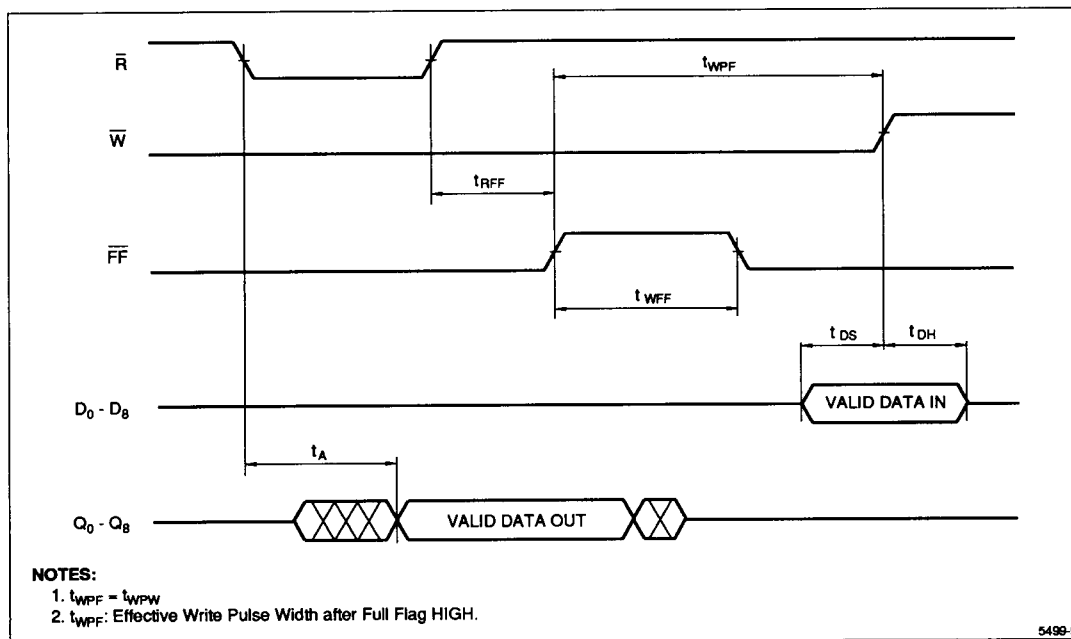 R̅
t_WPF
W̅
t_RFF
F̅F̅
t_WFF
t_DS
t_DH
D₀ - D₈
VALID DATA IN
t_A
Q₀ - Q₈
VALID DATA OUT
NOTES:
1. t_WPF = t_WPW
2. t_WPF: Effective Write Pulse Width after Full Flag HIGH.